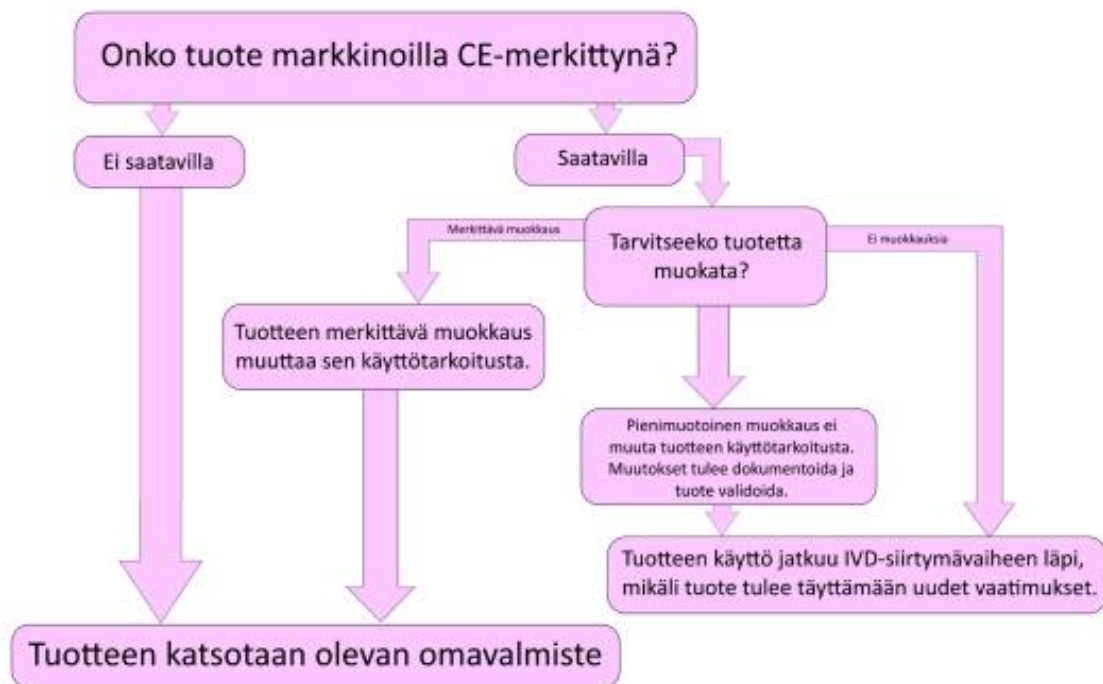 Onko tuote markkinoilla CE-merkittynä?
Ei saatavilla
Saatavilla
Merkittävä muokkaus
Tarvitseeko tuotetta
muokata?
Ei muokkauksia
Tuotteen merkittävä muokkaus
muuttaa sen käyttötarkoitusta.
Pienimuotoinen muokkaus ei
muuta tuotteen käyttötarkoitusta.
Muutokset tulee dokumentoida ja
tuote validoida.
Tuotteen käyttö jatkuu IVD-siirtymävaiheen läpi,
mikäli tuote tulee täyttämään uudet vaatimukset.
Tuotteen katsotaan olevan omavalmiste